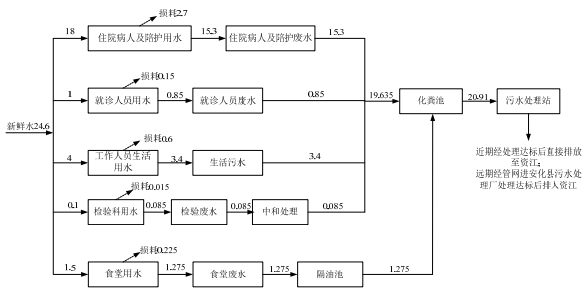 损耗2.7
18
住院病人及陪护用水
15.3
住院病人及陪护废水
15.3
损耗0.15
1
就诊人员用水
0.85
就诊人员废水
0.85
19.635
化粪池
20.91
污水处理站
新鲜水24.6
损耗0.6
4
工作人员生活
用水
3.4
生活污水
3.4
近期经处理达标后直接排放
至资江;
远期经管网进安化县污水处
理厂处理达标后排入资江
损耗0.015
0.1
检验科用水
0.085
检验废水
0.085
中和处理
0.085
损耗0.225
1.5
食堂用水
1.275
食堂废水
1.275
隔油池
1.275